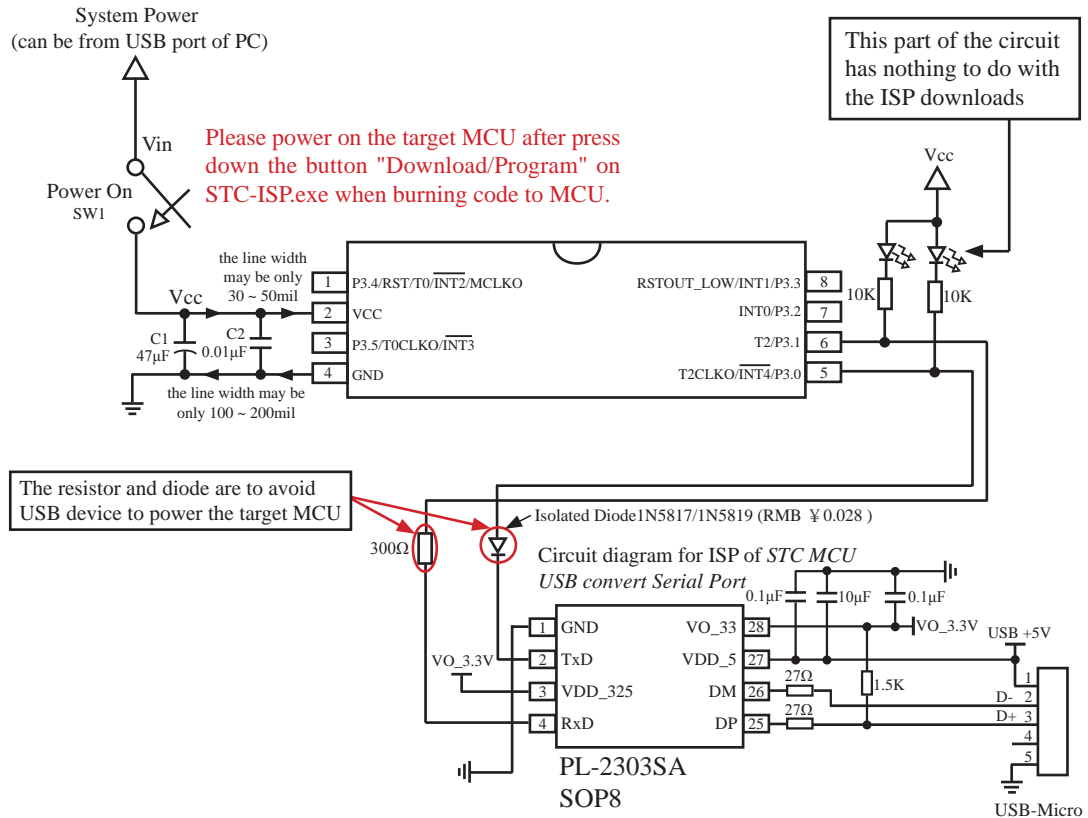 System Power
(can be from USB port of PC)
This part of the circuit
has nothing to do with
the ISP downloads
Vin
Please power on the target MCU after press
down the button "Download/Program" on
STC-ISP.exe when burning code to MCU.
Power On
SW1
Vcc
the line width
may be only
30 ~ 50mil
Vcc
C1
47μF
C2
0.01μF
the line width may be
only 100 ~ 200mil
1 P3.4/RST/T0/INT2/MCLKO
2 VCC
3 P3.5/T0CLKO/INT3
4 GND
RSTOUT_LOW/INT1/P3.3 8
INT0/P3.2 7
T2/P3.1 6
T2CLKO/INT4/P3.0 5
10K
10K
The resistor and diode are to avoid
USB device to power the target MCU
300Ω
Isolated Diode1N5817/1N5819 (RMB ¥0.028 )
Circuit diagram for ISP of STC MCU
USB convert Serial Port
0.1μF
10μF
0.1μF
1 GND
2 TxD
3 VDD_325
4 RxD
VO_3.3V
VO_33 28
VDD_5 27
DM 26
DP 25
VO_3.3V
USB +5V
27Ω
27Ω
1.5K
D-
D+
1
2
3
4
5
PL-2303SA
SOP8
USB-Micro